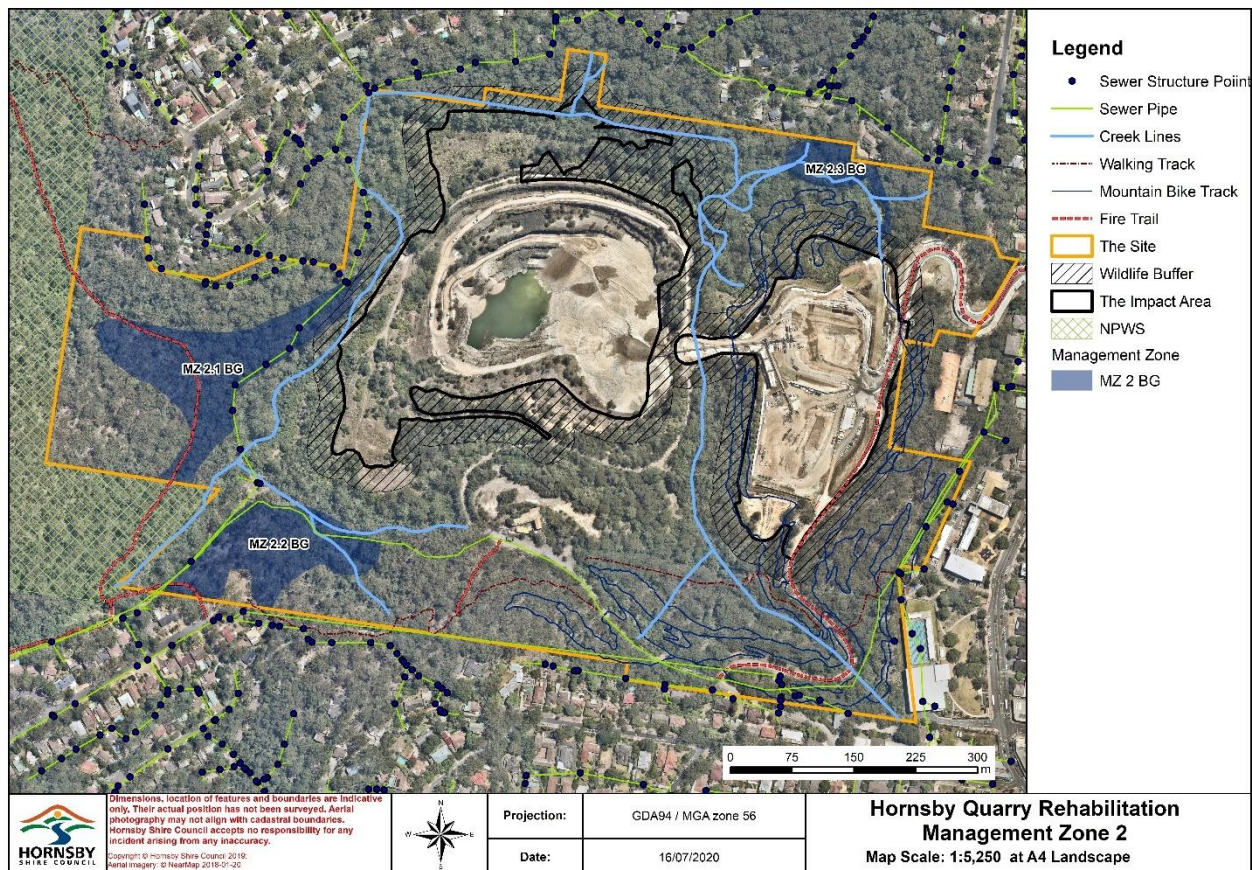 Legend
Sewer Structure Poiint
Sewer Pipe
Creek Lines
Walking Track
Mountain Bike Track
Fire Trail
The Site
Wildlife Buffer
The Impact Area
NPWS
Management Zone
MZ 2 BG
MZ 2.3 BG
MZ 2.1 BG
MZ 2.2 BG
0 75 150 225 300
m
HORNSBY
SHIRE COUNCIL
Dimensions, location of features and boundaries are indicative
only. Their actual position has not been surveyed. Aerial
photography may not align with cadastral boundaries.
Hornsby Shire Council accepts no responsibility for any
incident arising from any inaccuracy.
Copyright © Hornsby Shire Council 2019;
Aerial imagery: © NearMap 2018-01-20
N
W E
S
Projection: GDA94 / MGA zone 56
Date: 16/07/2020
Hornsby Quarry Rehabilitation
Management Zone 2
Map Scale: 1:5,250 at A4 Landscape